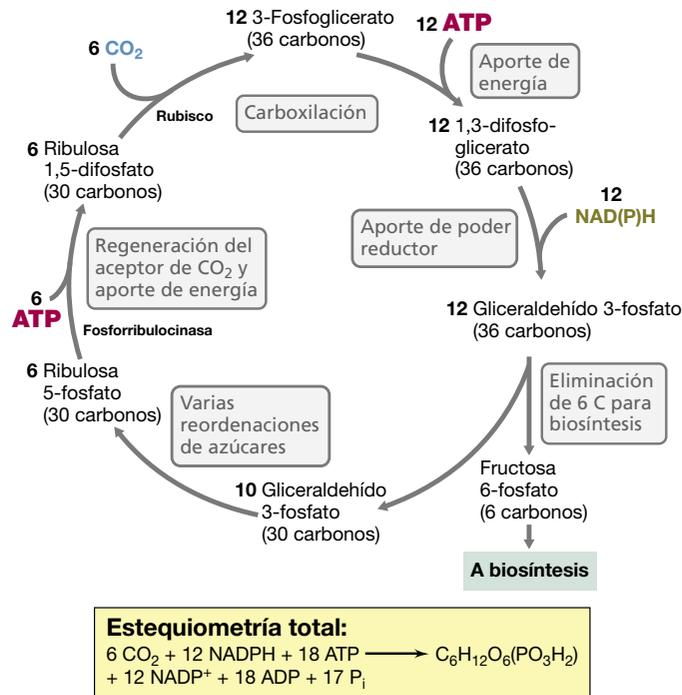 12 3-Fosfoglicerato
(36 carbonos)
12 ATP
6 CO₂
Aporte de
energía
Rubisco
Carboxilación
12 1,3-difosfo-
glicerato
(36 carbonos)
6 Ribulosa
1,5-difosfato
(30 carbonos)
12
NAD(P)H
Aporte de poder
reductor
Regeneración del
aceptor de CO₂ y
aporte de energía
6
ATP
Fosforribulocinasa
12 Gliceraldehído 3-fosfato
(36 carbonos)
6 Ribulosa
5-fosfato
(30 carbonos)
Varias
reordenaciones
de azúcares
Eliminación
de 6 C para
biosíntesis
10 Gliceraldehído
3-fosfato
(30 carbonos)
Fructosa
6-fosfato
(6 carbonos)
A biosíntesis
Estequiometría total:
6 CO₂ + 12 NADPH + 18 ATP ⟶ C₆H₁₂O₆(PO₃H₂)
+ 12 NADP⁺ + 18 ADP + 17 Pᵢ